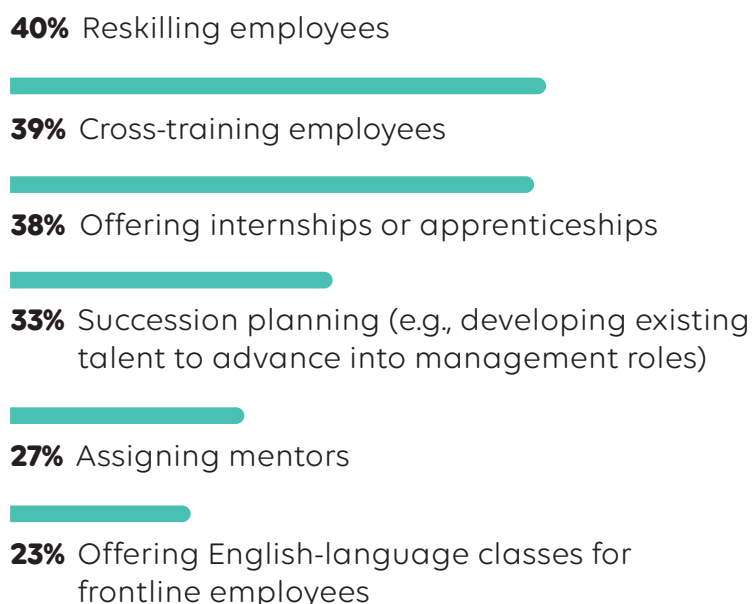 40% Reskilling employees
39% Cross-training employees
38% Offering internships or apprenticeships
33% Succession planning (e.g., developing existing
talent to advance into management roles)
27% Assigning mentors
23% Offering English-language classes for
frontline employees